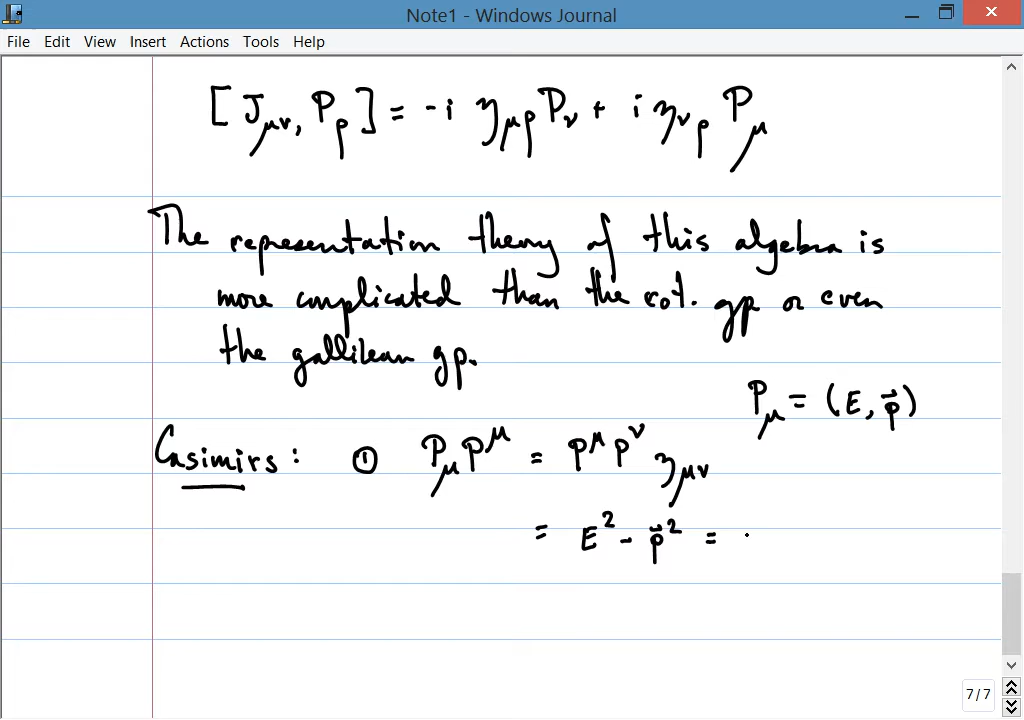 Note1 - Windows Journal
File Edit View Insert Actions Tools Help
[J_μν, P_ρ] = -i η_μρ P_ν + i η_νρ P_μ
The representation theory of this algebra is
more complicated than the rot. gp or even
the gallilean gp.
P_μ = (E, p⃗)
Casimirs: ① P_μ P^μ = P^μ P^ν η_μν
= E² - p⃗² = .
7/7